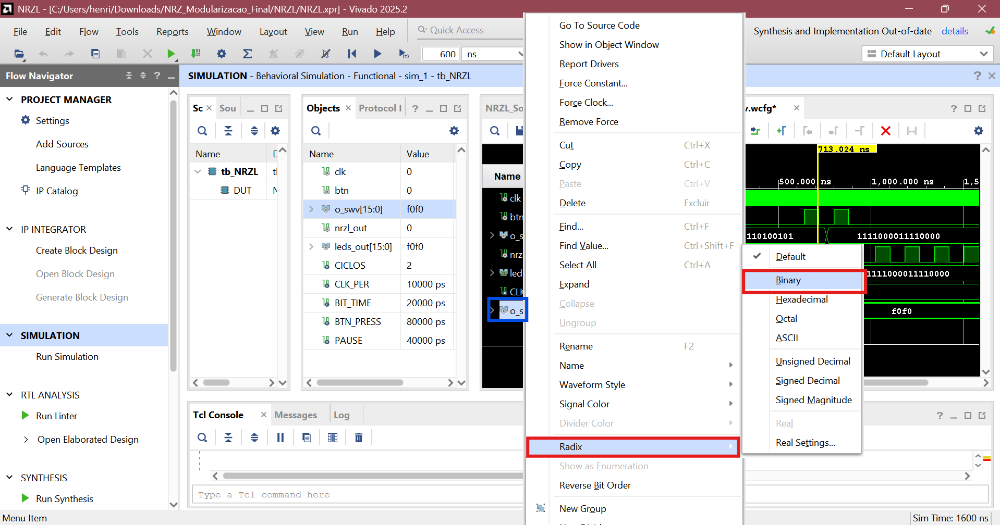 NRZL - [C:/Users/henri/Downloads/NRZ_Modularizacao_Final/NRZL/NRZL.xpr] - Vivado 2025.2
File Edit Flow Tools Reports Window Layout View Run Help Quick Access
Synthesis and Implementation Out-of-date details
600 ns
Default Layout
Flow Navigator
PROJECT MANAGER
Settings
Add Sources
Language Templates
IP Catalog
IP INTEGRATOR
Create Block Design
Open Block Design
Generate Block Design
SIMULATION
Run Simulation
RTL ANALYSIS
Run Linter
Open Elaborated Design
SYNTHESIS
Run Synthesis
Menu Item
SIMULATION - Behavioral Simulation - Functional - sim_1 - tb_NRZL
Sc Sou
Name
tb_NRZL
DUT
Objects Protocol I
Name Value
clk 0
btn 0
o_swv[15:0] f0f0
nrzl_out 0
leds_out[15:0] f0f0
CICLOS 2
CLK_PER 10000 ps
BIT_TIME 20000 ps
BTN_PRESS 80000 ps
PAUSE 40000 ps
NRZL_So
Name
clk
btn
o_s
nrz
led
CLK
o_s
Go To Source Code
Show in Object Window
Report Drivers
Force Constant...
Force Clock...
Remove Force
Cut Ctrl+X
Copy Ctrl+C
Paste Ctrl+V
Delete Excluir
Find... Ctrl+F
Find Value... Ctrl+Shift+F
Select All Ctrl+A
Expand
Collapse
Ungroup
Rename F2
Name
Waveform Style
Signal Color
Divider Color
Radix
Show as Enumeration
Reverse Bit Order
New Group
Default
Binary
Hexadecimal
Octal
ASCII
Unsigned Decimal
Signed Decimal
Signed Magnitude
Real
Real Settings...
v.wcfg*
713.024 ns
500.000 ns 1,000.000 ns 1,5
110100101 1111000011110000
1111000011110000
f0f0
Tcl Console Messages Log
Type a Tcl command here
Sim Time: 1600 ns